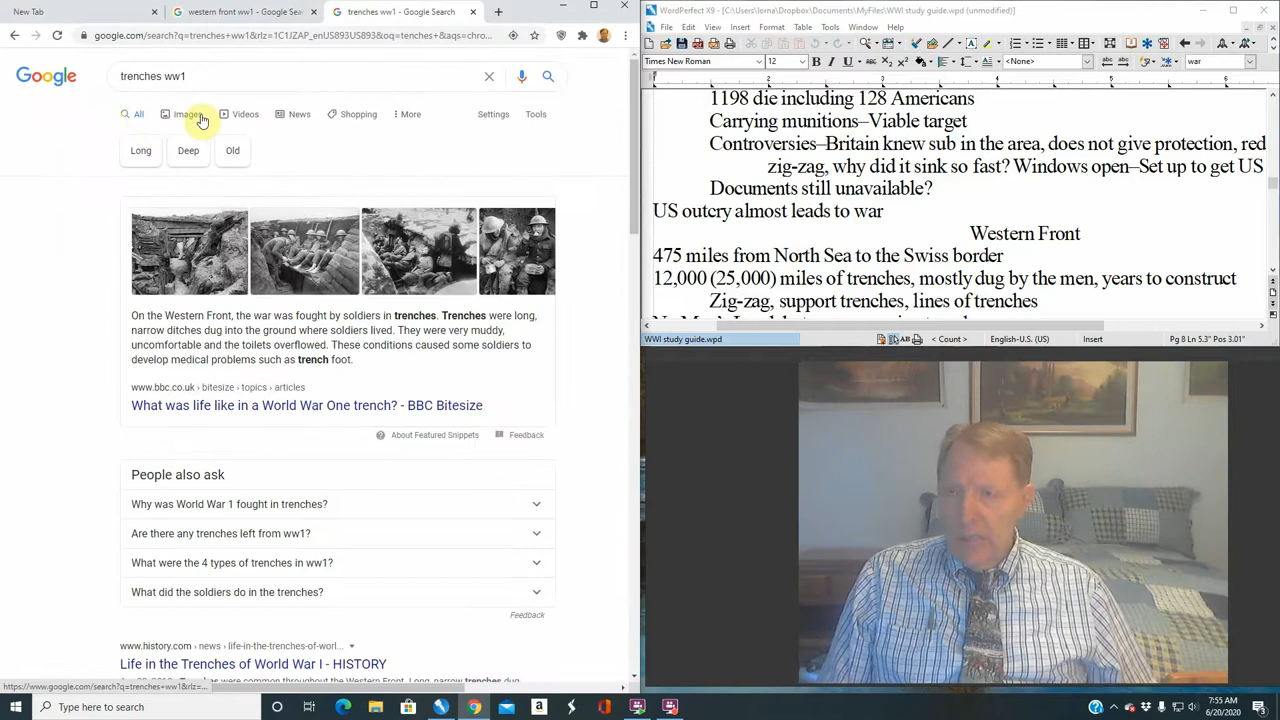 New Tab
western front ww1 - Google Sea
trenches ww1 - Google Search
google.com/search?q=trenches+ww1&rlz=1C1JZAP_enUS893US893&oq=tenches+&aqs=chro...
Google
trenches ww1
All
Images
Videos
News
Shopping
More
Settings
Tools
Long
Deep
Old
On the Western Front, the war was fought by soldiers in trenches. Trenches were long,
narrow ditches dug into the ground where soldiers lived. They were very muddy,
uncomfortable and the toilets overflowed. These conditions caused some soldiers to
develop medical problems such as trench foot.
www.bbc.co.uk › bitesize › topics › articles
What was life like in a World War One trench? - BBC Bitesize
About Featured Snippets
Feedback
People also ask
Why was World War 1 fought in trenches?
Are there any trenches left from ww1?
What were the 4 types of trenches in ww1?
What did the soldiers do in the trenches?
Feedback
www.history.com › news › life-in-the-trenches-of-worl...
Life in the Trenches of World War I - HISTORY
https://www.google.com/search?q=trenches+ww1&rlz=...
WordPerfect X9 - [C:\Users\lorna\Dropbox\Documents\MyFiles\WWI study guide.wpd (unmodified)]
File Edit View Insert Format Table Tools Window Help
Times New Roman
12
<None>
war
2 3 4 5 6
1198 die including 128 Americans
Carrying munitions–Viable target
Controversies–Britain knew sub in the area, does not give protection, red
zig-zag, why did it sink so fast? Windows open–Set up to get US
Documents still unavailable?
US outcry almost leads to war
Western Front
475 miles from North Sea to the Swiss border
12,000 (25,000) miles of trenches, mostly dug by the men, years to construct
Zig-zag, support trenches, lines of trenches
WWI study guide.wpd
< Count >
English-U.S. (US)
Insert
Pg 8 Ln 5.3" Pos 3.01"
Type here to search
7:55 AM
6/20/2020